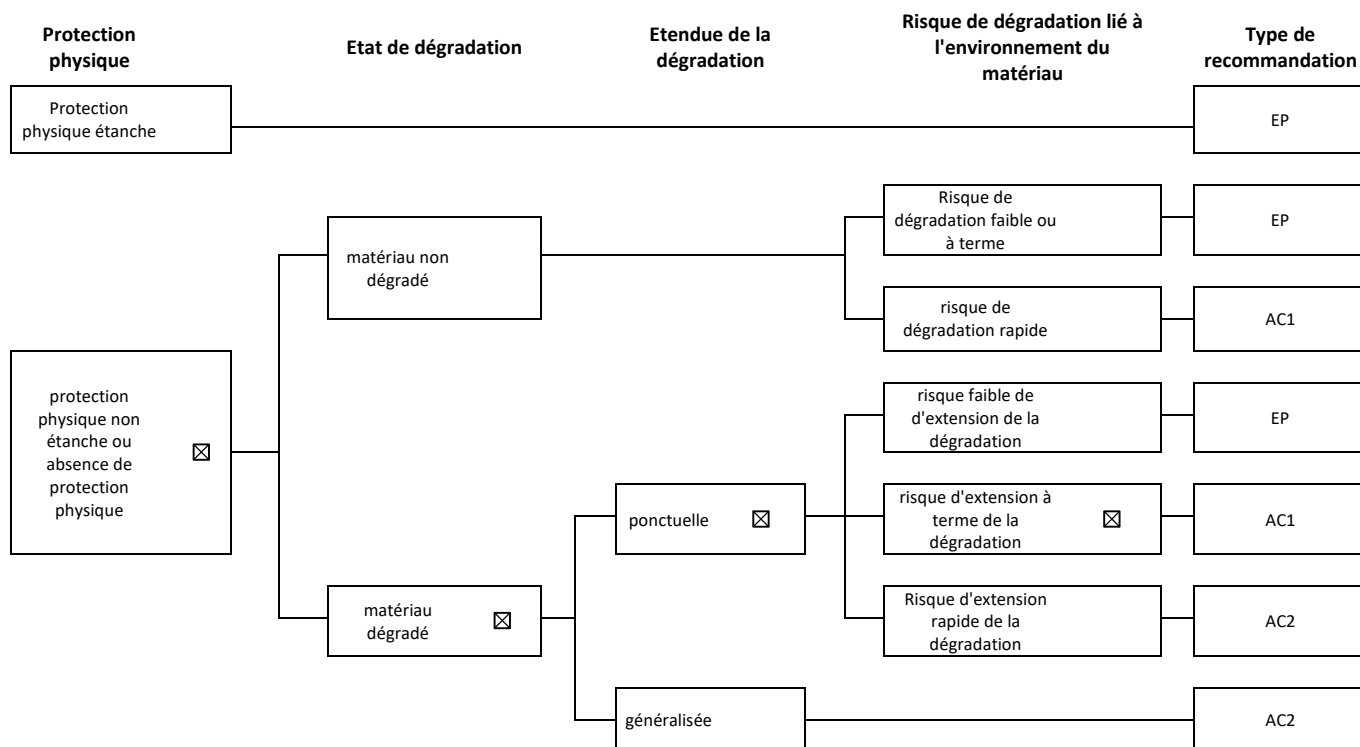 Protection
physique
Etat de dégradation
Etendue de la
dégradation
Risque de dégradation lié à
l'environnement du
matériau
Type de
recommandation
Protection
physique étanche
EP
matériau non
dégradé
Risque de
dégradation faible ou
à terme
EP
risque de
dégradation rapide
AC1
protection
physique non
étanche ou
absence de
protection
physique
☒
risque faible de
d'extension de la
dégradation
EP
ponctuelle ☒
risque d'extension à
terme de la
dégradation
☒
AC1
matériau
dégradé
☒
Risque d'extension
rapide de la
dégradation
AC2
généralisée
AC2